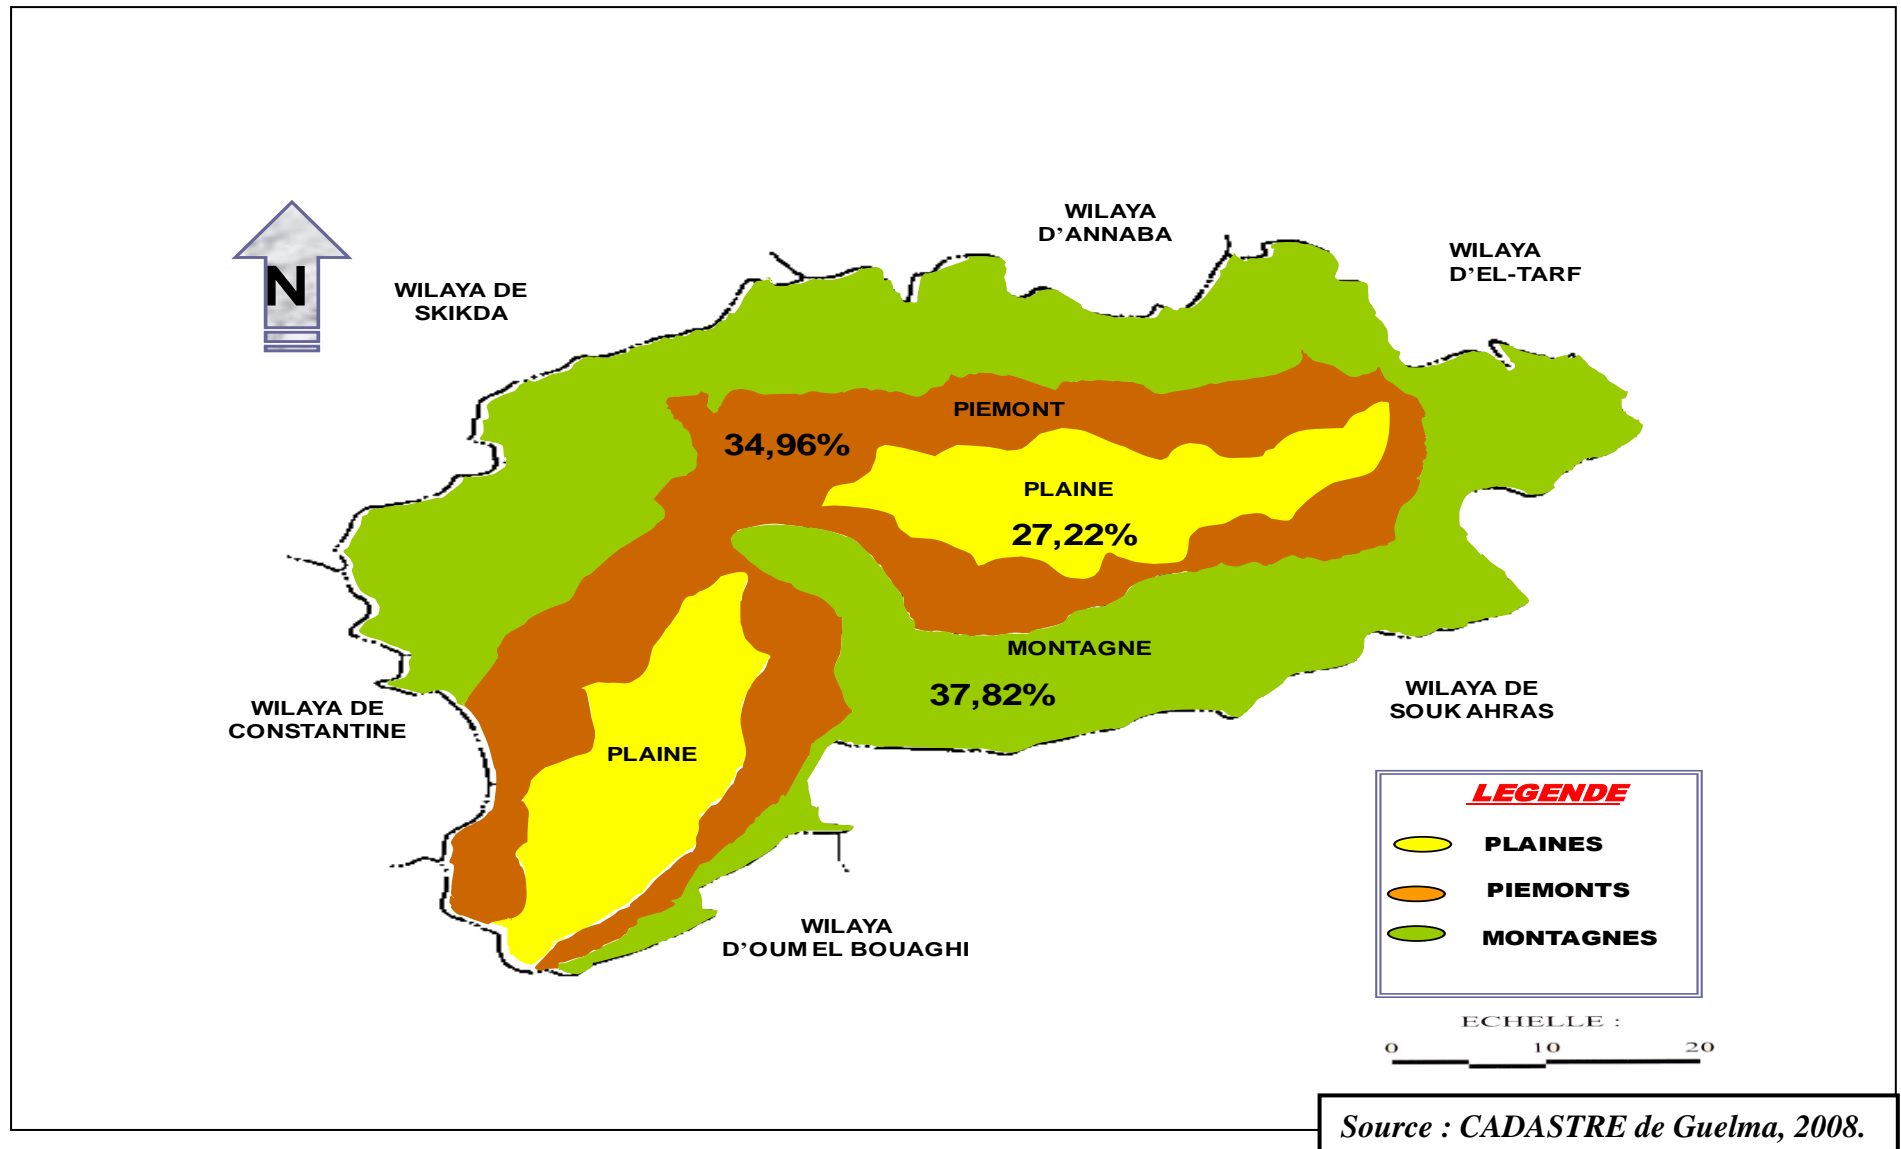 WILAYA
D’ANNABA
WILAYA
D’EL-TARF
N
WILAYA DE
SKIKDA
PIEMONT
34,96%
PLAINE
27,22%
MONTAGNE
37,82%
WILAYA DE
SOUK AHRAS
WILAYA DE
CONSTANTINE
PLAINE
LEGENDE
PLAINES
PIEMONTS
MONTAGNES
WILAYA
D’OUM EL BOUAGHI
ECHELLE :
0 10 20
Source : CADASTRE de Guelma, 2008.